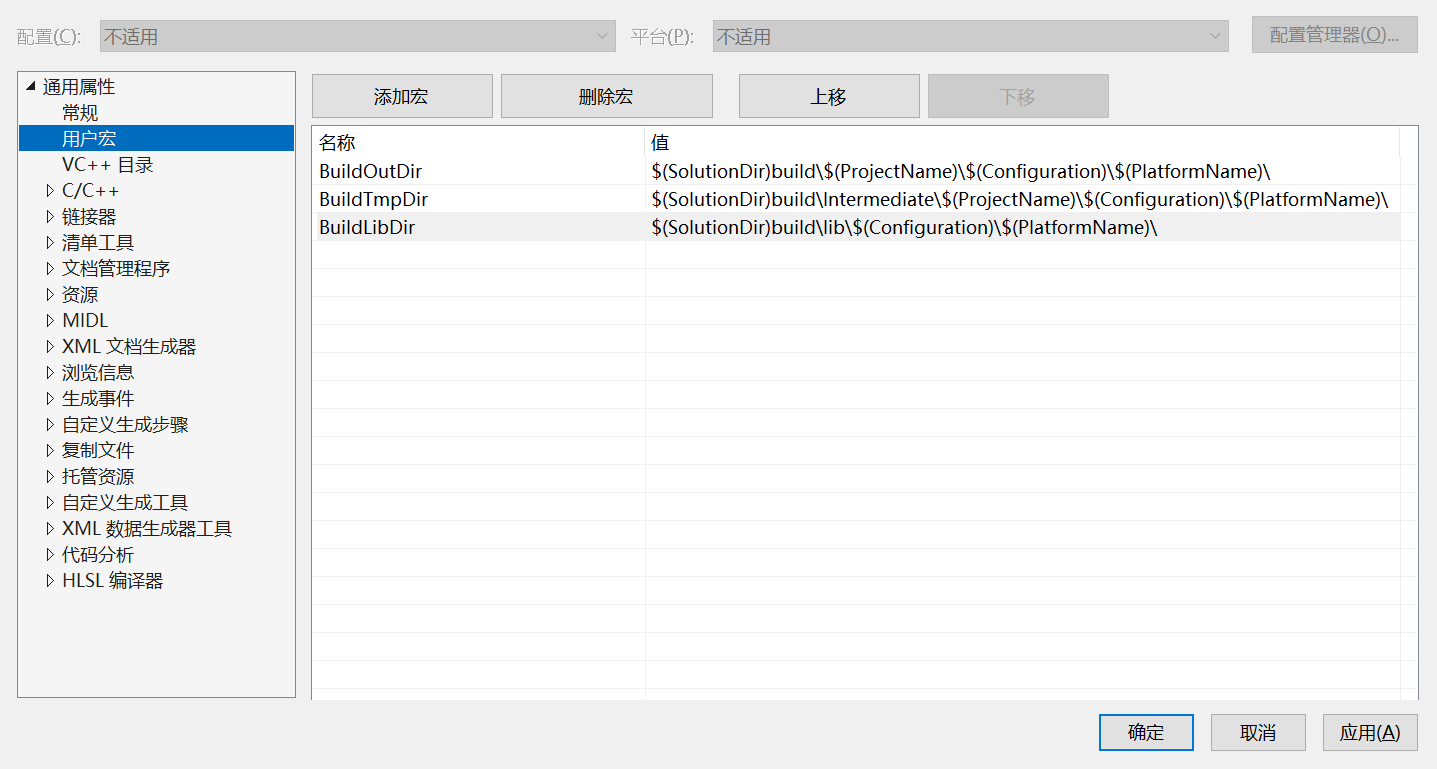 配置(C): 不适用 平台(P): 不适用 配置管理器(O)...
通用属性
常规
用户宏
VC++ 目录
C/C++
链接器
清单工具
文档管理程序
资源
MIDL
XML 文档生成器
浏览信息
生成事件
自定义生成步骤
复制文件
托管资源
自定义生成工具
XML 数据生成器工具
代码分析
HLSL 编译器
添加宏 删除宏 上移 下移
名称 值
BuildOutDir $(SolutionDir)build\$(ProjectName)\$(Configuration)\$(PlatformName)\
BuildTmpDir $(SolutionDir)build\Intermediate\$(ProjectName)\$(Configuration)\$(PlatformName)\
BuildLibDir $(SolutionDir)build\lib\$(Configuration)\$(PlatformName)\
确定 取消 应用(A)